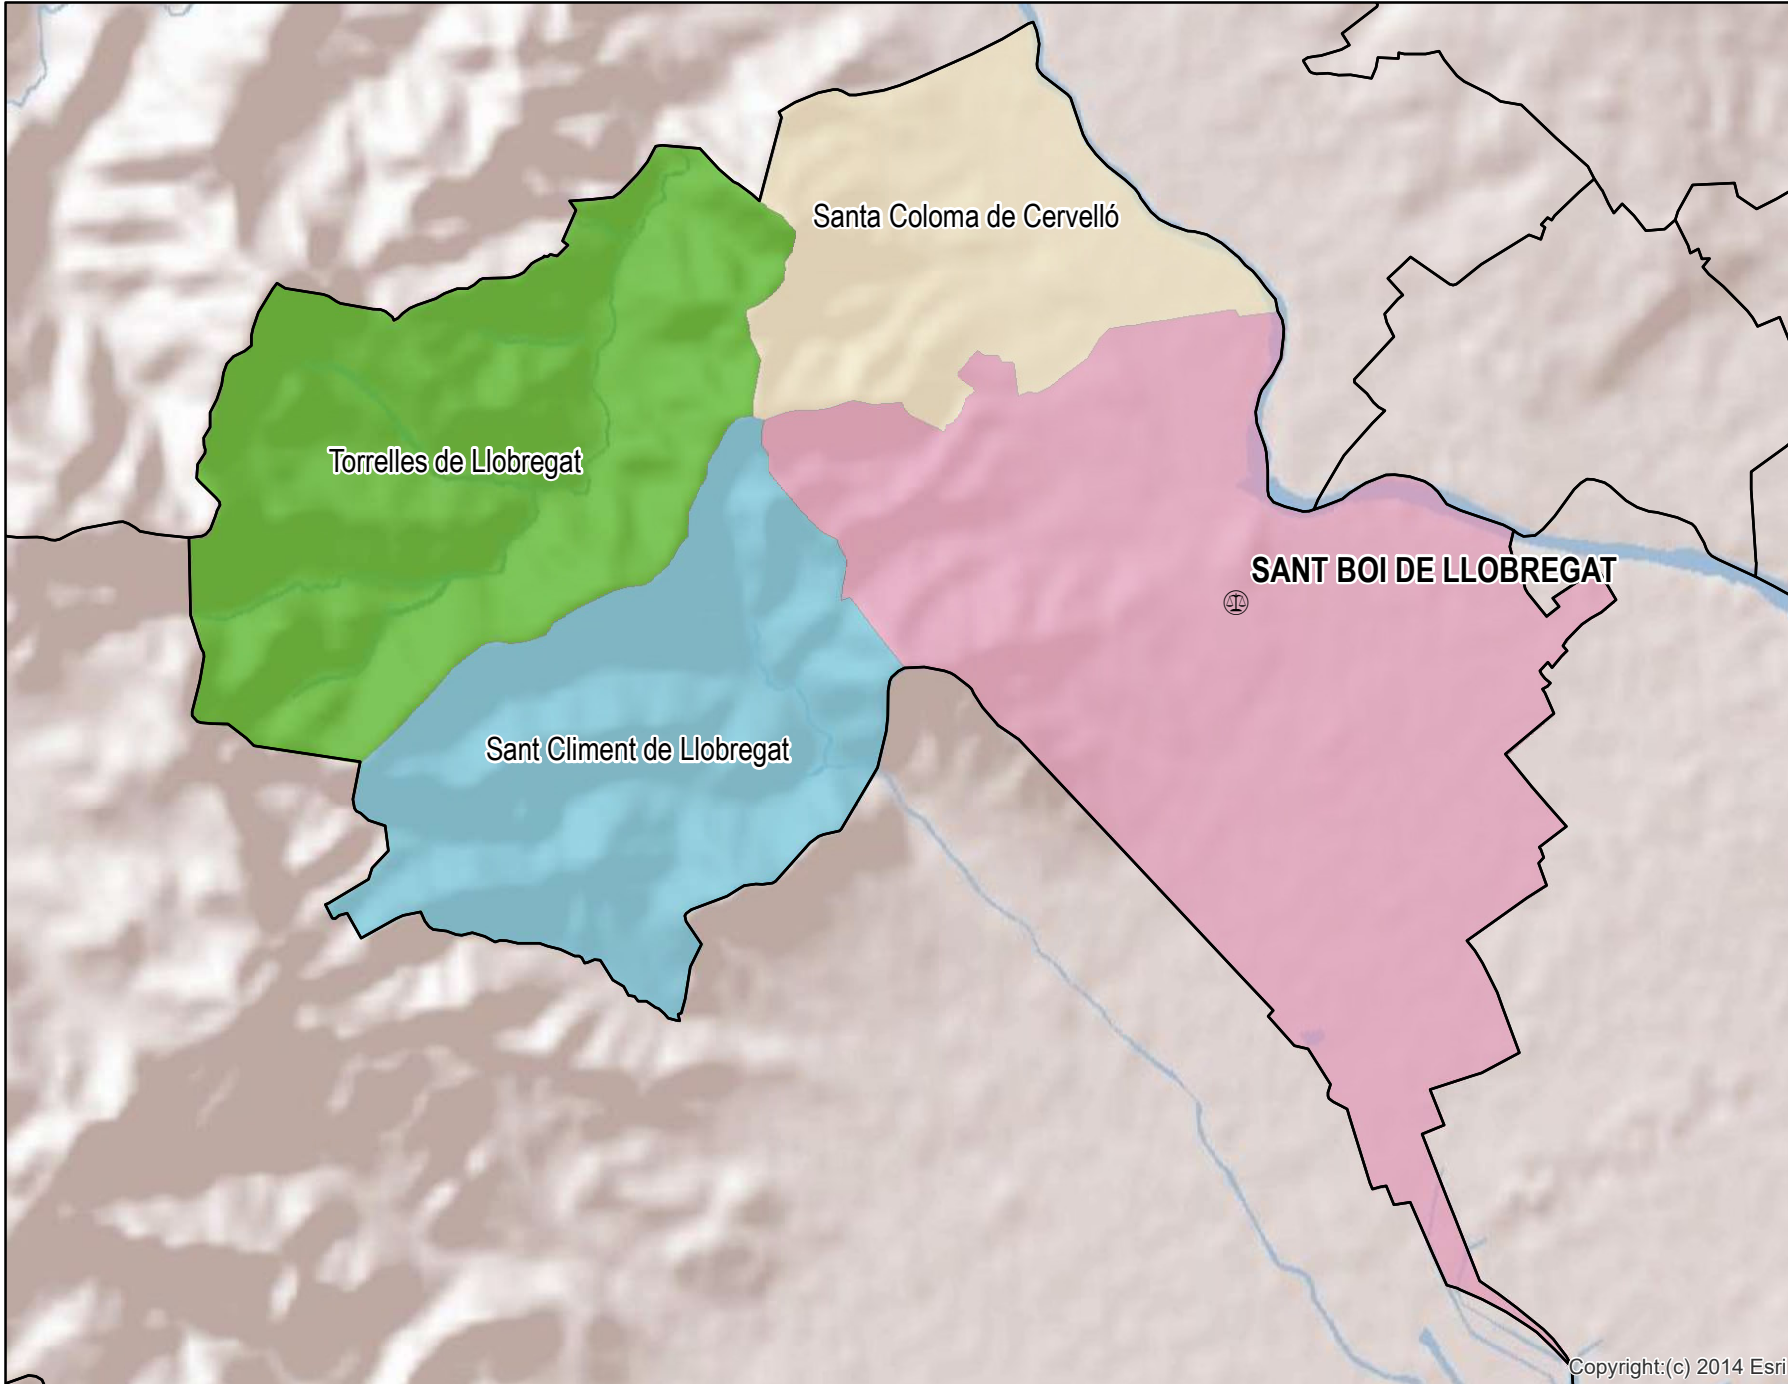 Santa Coloma de Cervelló
Torrelles de Llobregat
SANT BOI DE LLOBREGAT
Sant Climent de Llobregat
Copyright:(c) 2014 Esri